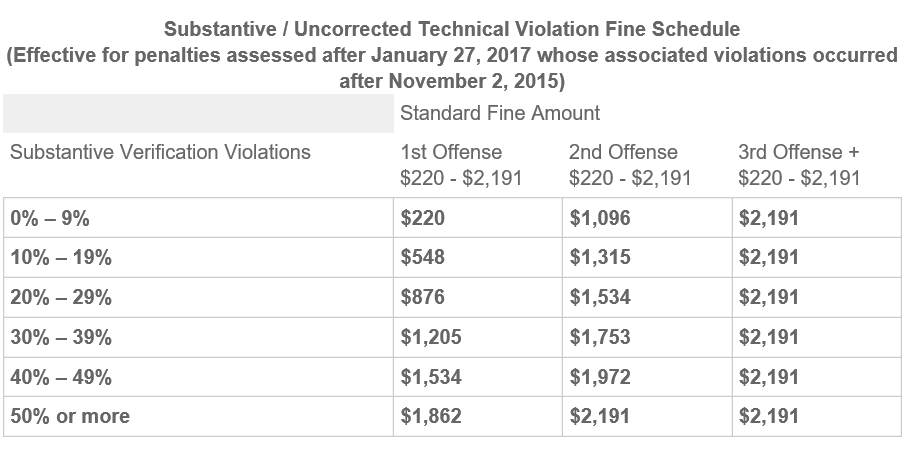 Substantive / Uncorrected Technical Violation Fine Schedule
(Effective for penalties assessed after January 27, 2017 whose associated violations occurred
after November 2, 2015)
Standard Fine Amount
Substantive Verification Violations 1st Offense 2nd Offense 3rd Offense +
$220 - $2,191 $220 - $2,191 $220 - $2,191
0% – 9% $220 $1,096 $2,191
10% – 19% $548 $1,315 $2,191
20% – 29% $876 $1,534 $2,191
30% – 39% $1,205 $1,753 $2,191
40% – 49% $1,534 $1,972 $2,191
50% or more $1,862 $2,191 $2,191